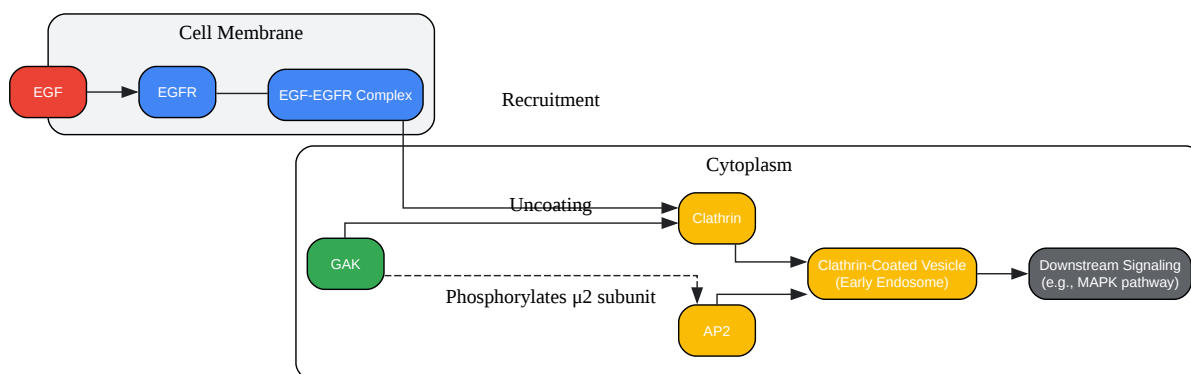 Cell Membrane
EGF
EGFR
EGF-EGFR Complex
Recruitment
Cytoplasm
Uncoating
Clathrin
GAK
Clathrin-Coated Vesicle
(Early Endosome)
Downstream Signaling
(e.g., MAPK pathway)
Phosphorylates μ2 subunit
AP2